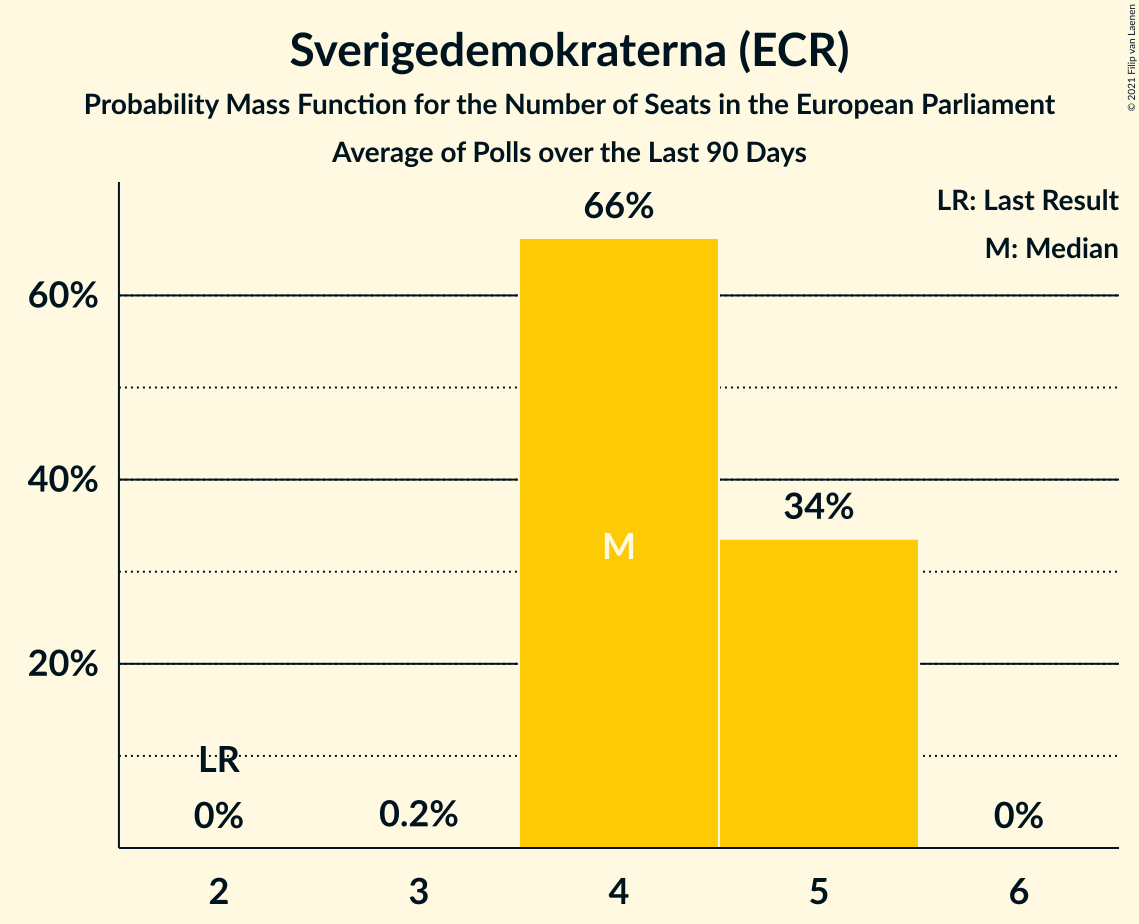 Sverigedemokraterna (ECR)
Probability Mass Function for the Number of Seats in the European Parliament
Average of Polls over the Last 90 Days
© 2021 Filip van Laenen
LR: Last Result
M: Median
66%
60%
40%
34%
M
20%
LR
0%
0.2%
0%
2
3
4
5
6